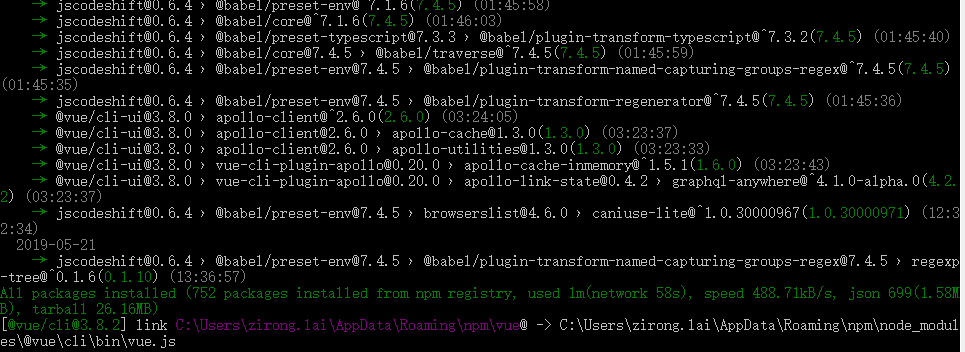 → jscodeshift@0.6.4 › @babel/preset-env@^7.1.6(7.4.5) (01:45:58)
→ jscodeshift@0.6.4 › @babel/core@^7.1.6(7.4.5) (01:46:03)
→ jscodeshift@0.6.4 › @babel/preset-typescript@7.3.3 › @babel/plugin-transform-typescript@^7.3.2(7.4.5) (01:45:40)
→ jscodeshift@0.6.4 › @babel/core@7.4.5 › @babel/traverse@^7.4.5(7.4.5) (01:45:59)
→ jscodeshift@0.6.4 › @babel/preset-env@7.4.5 › @babel/plugin-transform-named-capturing-groups-regex@^7.4.5(7.4.5)
(01:45:35)
→ jscodeshift@0.6.4 › @babel/preset-env@7.4.5 › @babel/plugin-transform-regenerator@^7.4.5(7.4.5) (01:45:36)
→ @vue/cli-ui@3.8.0 › apollo-client@^2.6.0(2.6.0) (03:24:05)
→ @vue/cli-ui@3.8.0 › apollo-client@2.6.0 › apollo-cache@1.3.0(1.3.0) (03:23:37)
→ @vue/cli-ui@3.8.0 › apollo-client@2.6.0 › apollo-utilities@1.3.0(1.3.0) (03:23:33)
→ @vue/cli-ui@3.8.0 › vue-cli-plugin-apollo@0.20.0 › apollo-cache-inmemory@^1.5.1(1.6.0) (03:23:43)
→ @vue/cli-ui@3.8.0 › vue-cli-plugin-apollo@0.20.0 › apollo-link-state@0.4.2 › graphql-anywhere@^4.1.0-alpha.0(4.2.
2) (03:23:37)
→ jscodeshift@0.6.4 › @babel/preset-env@7.4.5 › browserslist@4.6.0 › caniuse-lite@^1.0.30000967(1.0.30000971) (12:3
2:34)
2019-05-21
→ jscodeshift@0.6.4 › @babel/preset-env@7.4.5 › @babel/plugin-transform-named-capturing-groups-regex@7.4.5 › regexp
-tree@^0.1.6(0.1.10) (13:36:57)
All packages installed (752 packages installed from npm registry, used 1m(network 58s), speed 488.71kB/s, json 699(1.58M
B), tarball 26.16MB)
[@vue/cli@3.8.2] link C:\Users\zirong.lai\AppData\Roaming\npm\vue@ -> C:\Users\zirong.lai\AppData\Roaming\npm\node_modul
es\@vue\cli\bin\vue.js